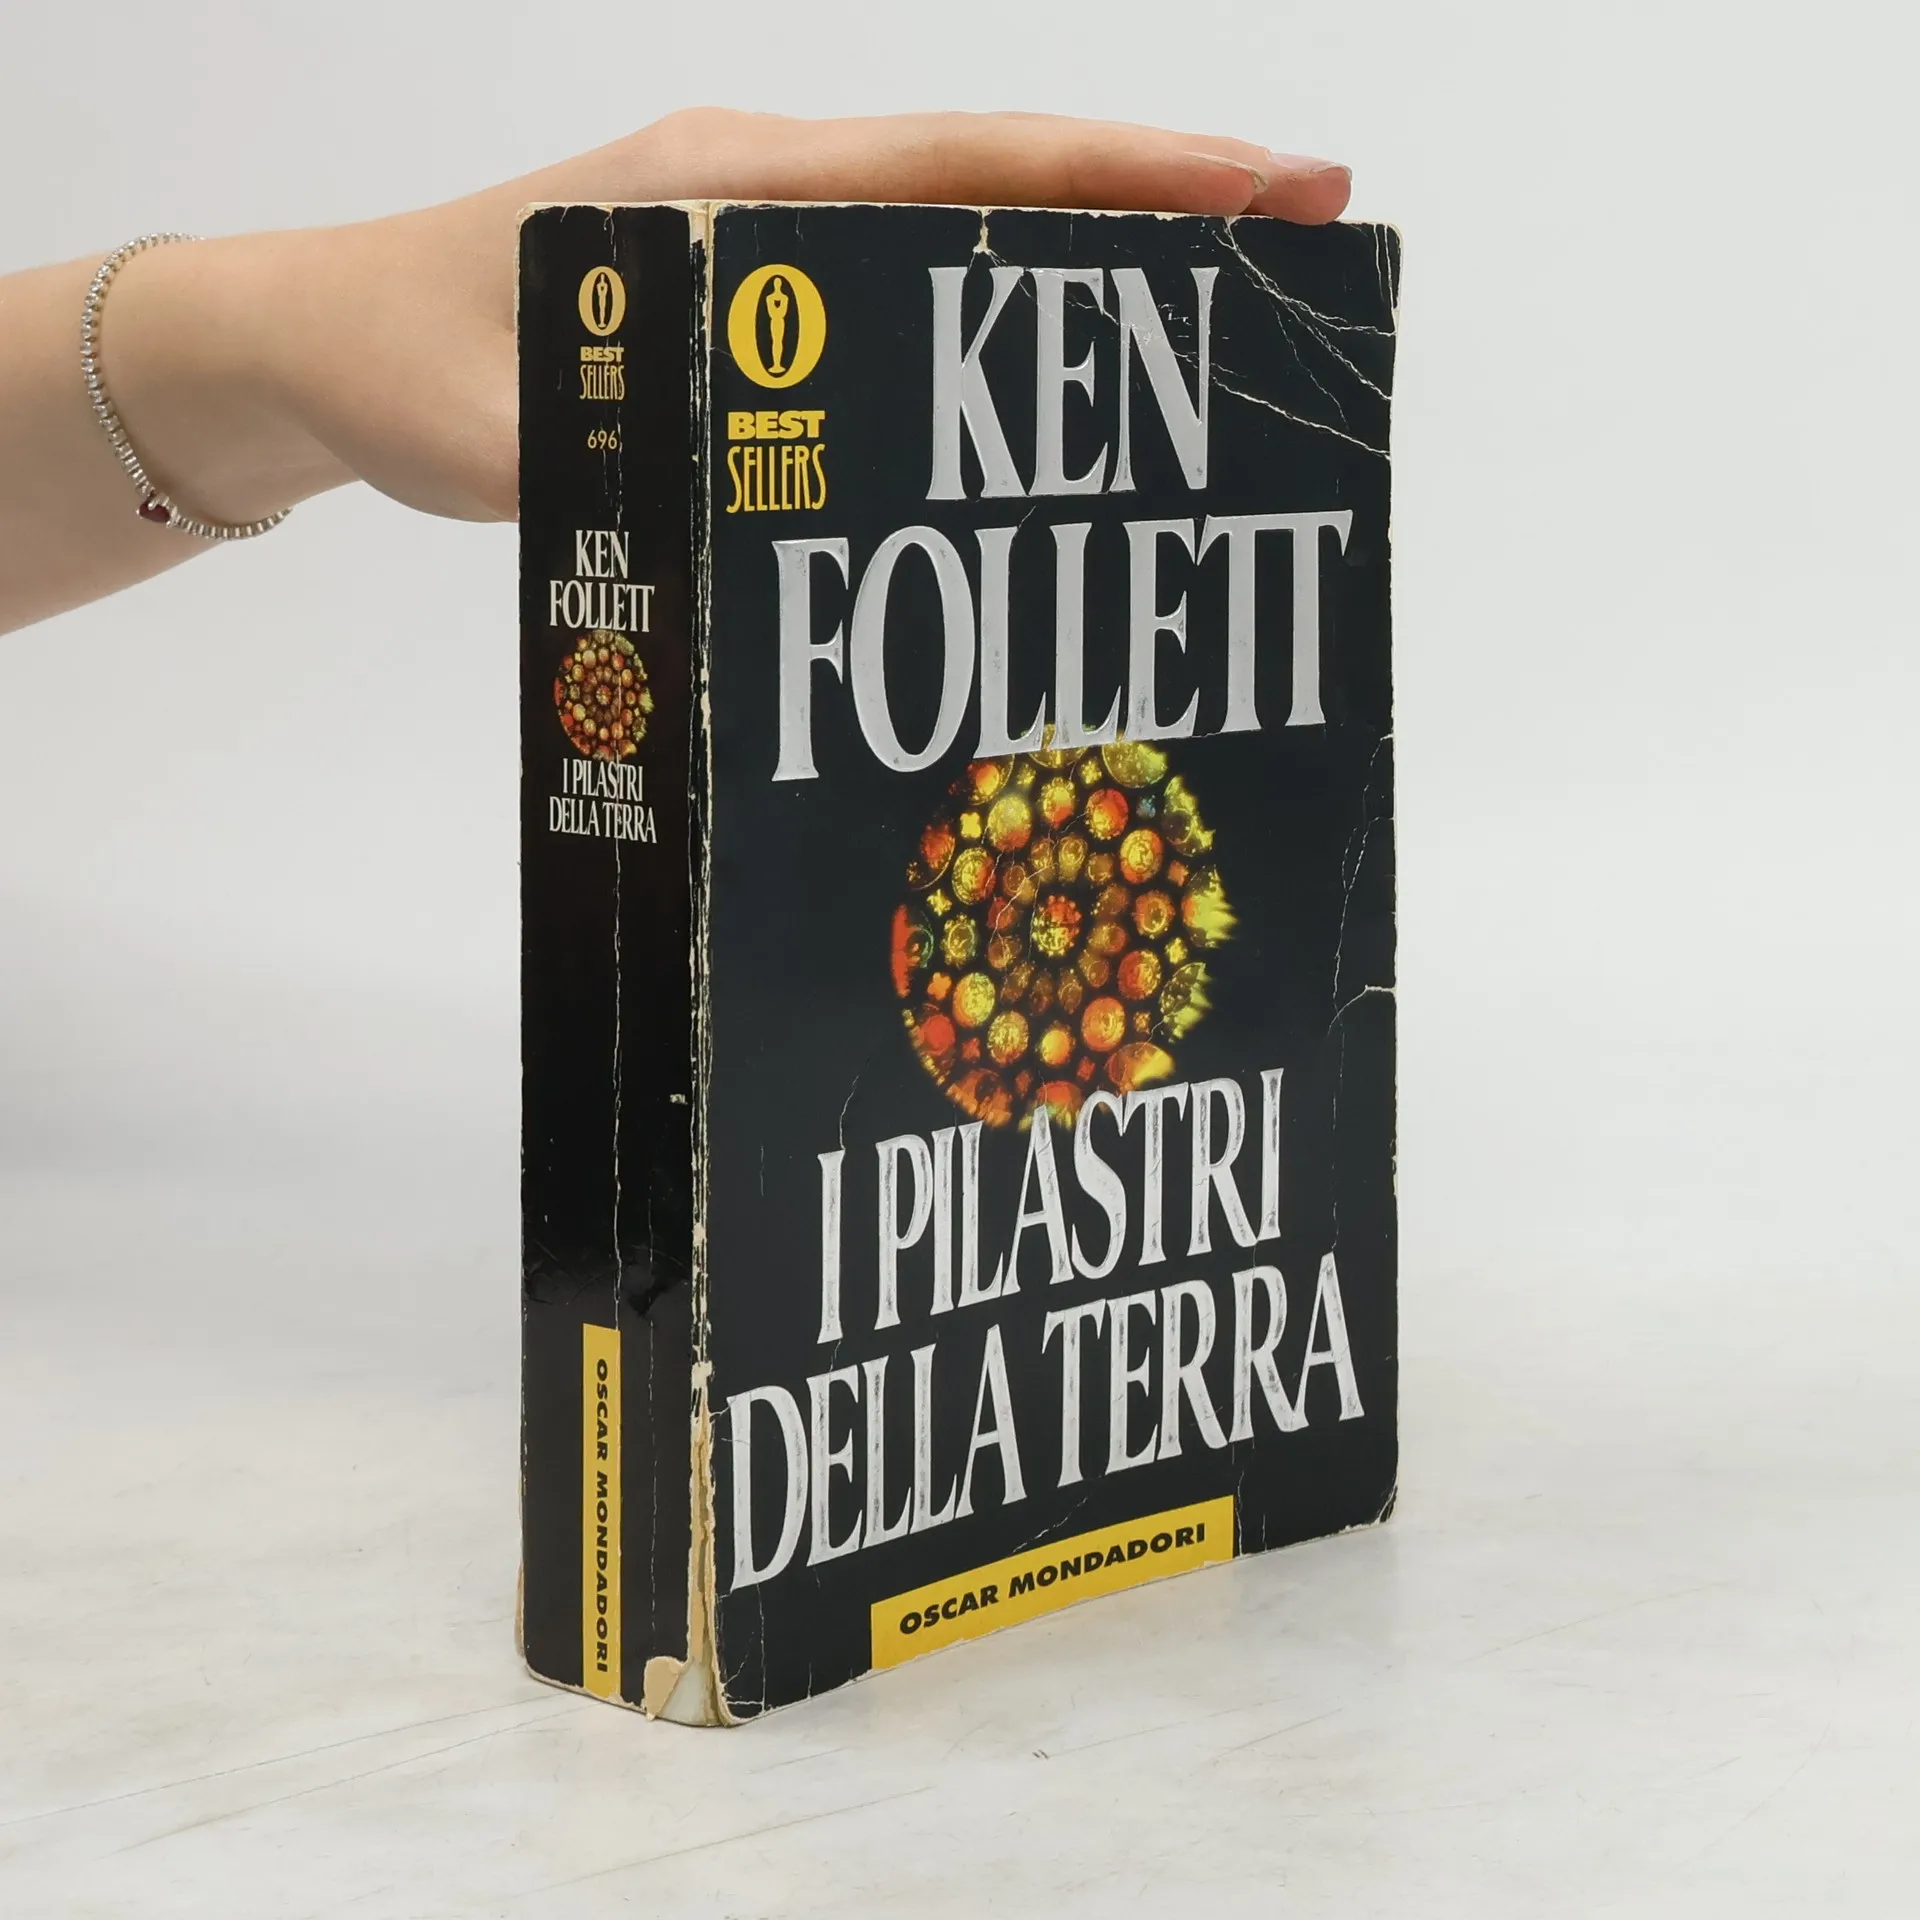 BEST
SELLERS
696
KEN
FOLLETT
I PILASTRI
DELLA TERRA
OSCAR MONDADORI
BEST
SELLERS
KEN
FOLLETT
I PILASTRI
DELLA TERRA
OSCAR MONDADORI